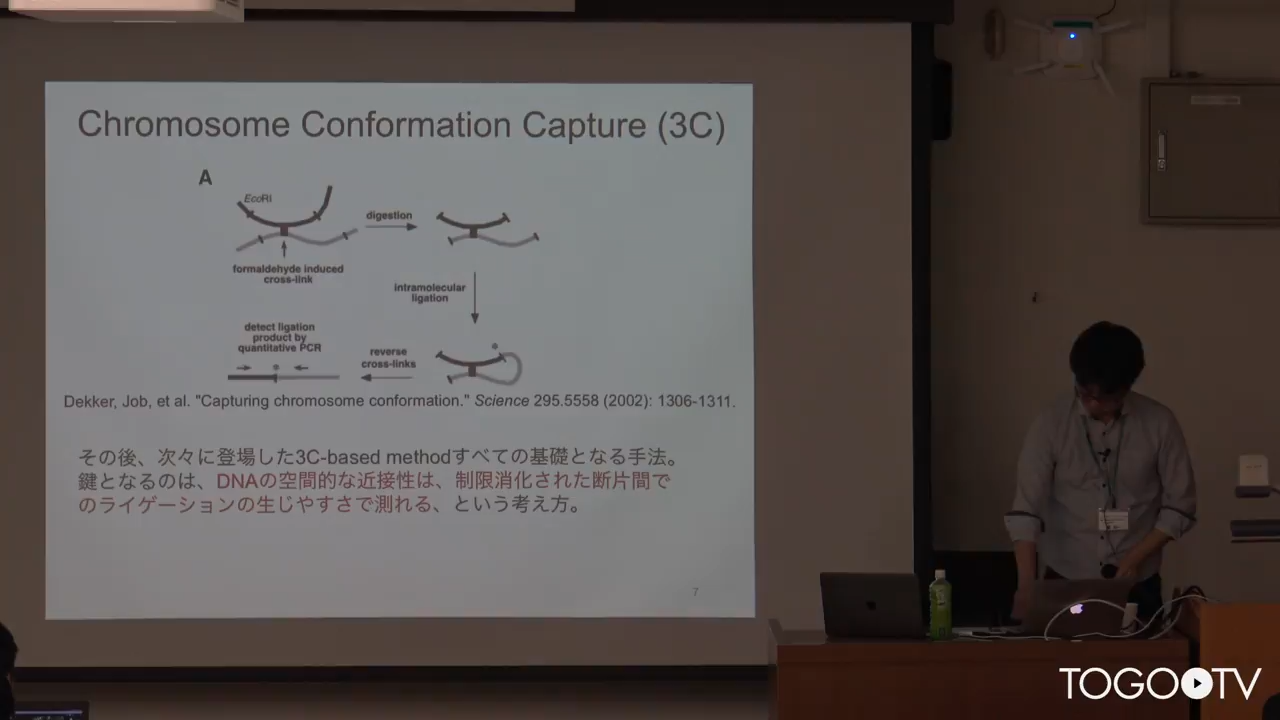 Chromosome Conformation Capture (3C)
A
EcoRI
digestion
formaldehyde induced
cross-link
intramolecular
ligation
detect ligation
product by
quantitative PCR
reverse
cross-links
Dekker, Job, et al. "Capturing chromosome conformation." Science 295.5558 (2002): 1306-1311.
その後、次々に登場した3C-based methodすべての基礎となる手法。
鍵となるのは、DNAの空間的な近接性は、制限消化された断片間で
のライゲーションの生じやすさで測れる、という考え方。
7
TOGOTV